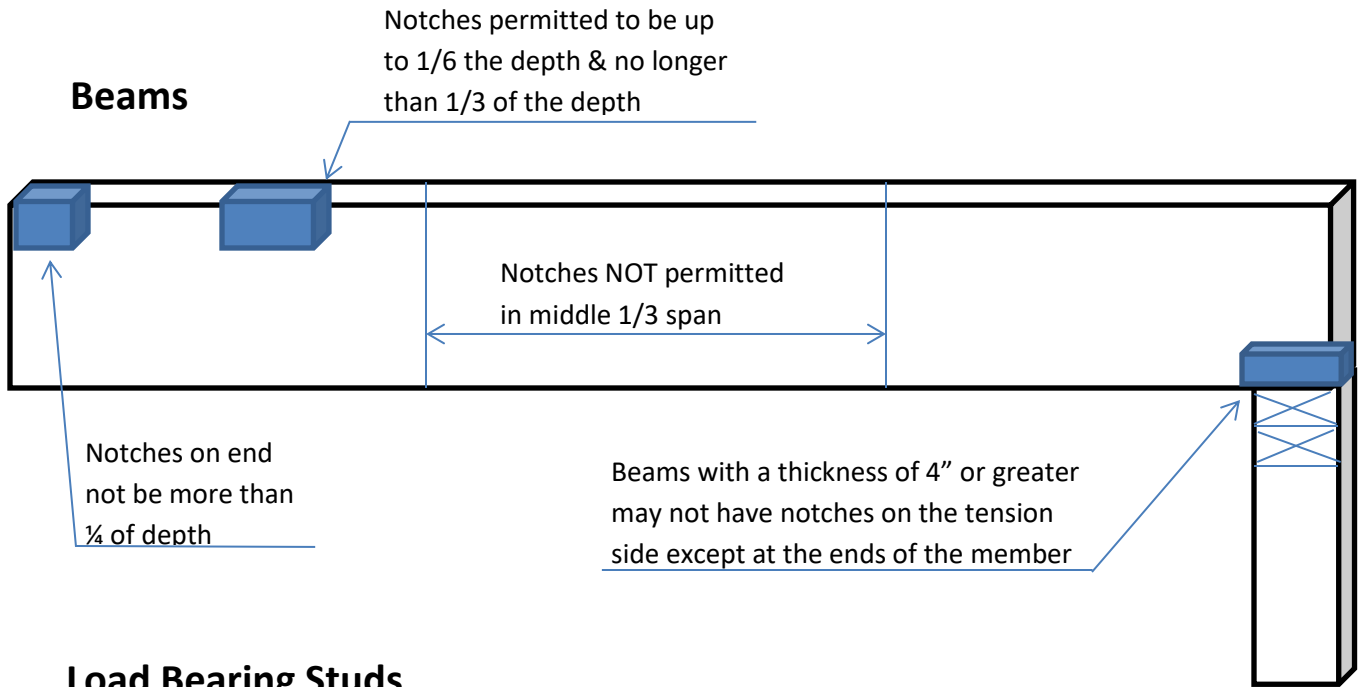 Notches permitted to be up
to 1/6 the depth & no longer
than 1/3 of the depth
Beams
Notches NOT permitted
in middle 1/3 span
Notches on end
not be more than
¼ of depth
Beams with a thickness of 4” or greater
may not have notches on the tension
side except at the ends of the member
Load Bearing Studs